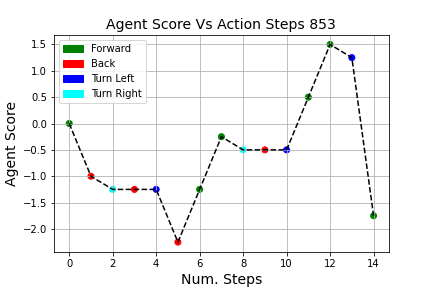 Agent Score Vs Action Steps 853
Forward
Back
Turn Left
Turn Right
1.5
1.0
0.5
0.0
−0.5
−1.0
−1.5
−2.0
Agent Score
0 2 4 6 8 10 12 14
Num. Steps